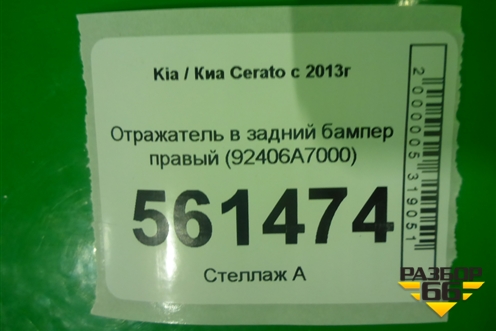 Kia / Киа Cerato с 2013г
Отражатель в задний бампер
правый (92406A7000)
561474
Стеллаж А
2000005319051
РАЗБОР
66